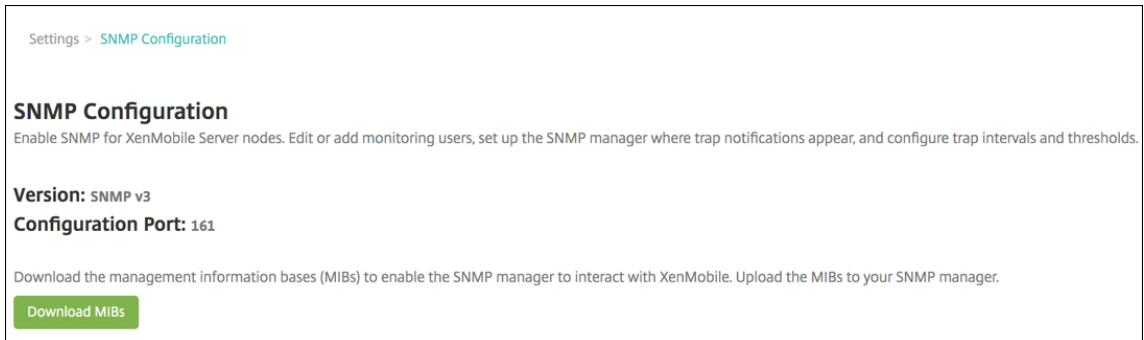 Settings > SNMP Configuration
SNMP Configuration
Enable SNMP for XenMobile Server nodes. Edit or add monitoring users, set up the SNMP manager where trap notifications appear, and configure trap intervals and thresholds.
Version: SNMP v3
Configuration Port: 161
Download the management information bases (MIBs) to enable the SNMP manager to interact with XenMobile. Upload the MIBs to your SNMP manager.
Download MIBs